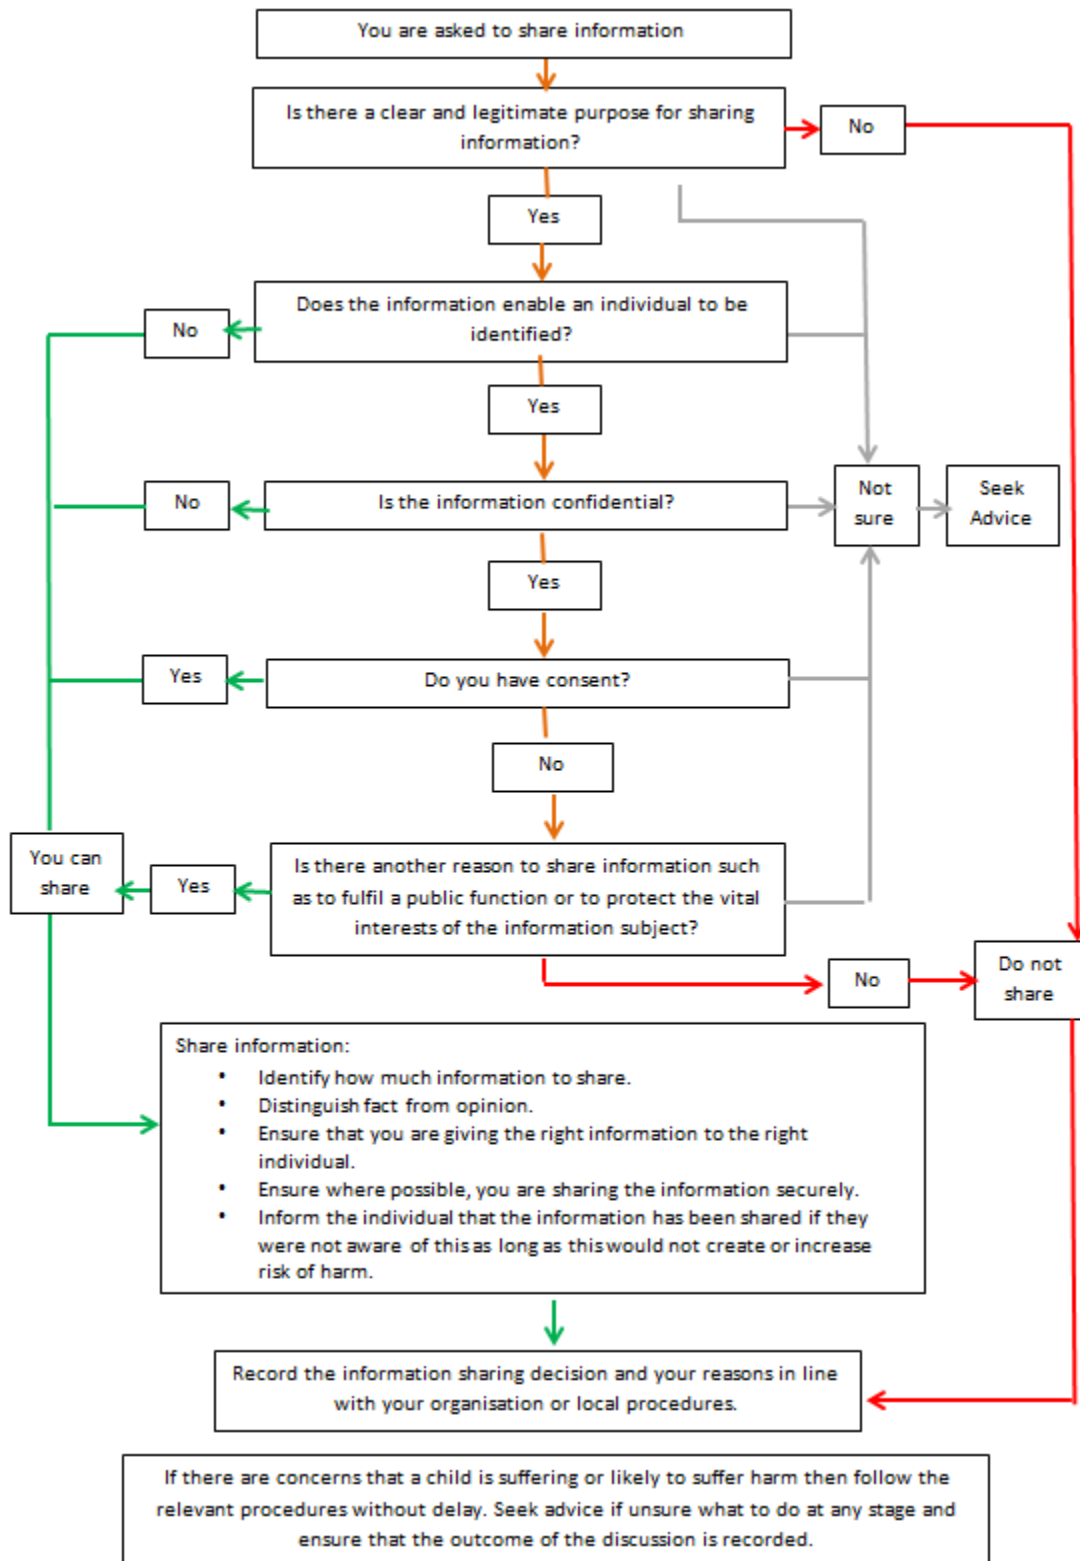 You are asked to share information
Is there a clear and legitimate purpose for sharing
information?
No
Yes
Does the information enable an individual to be
identified?
No
Yes
Is the information confidential?
No
Not
sure
Seek
Advice
Yes
Do you have consent?
Yes
No
Is there another reason to share information such
as to fulfil a public function or to protect the vital
interests of the information subject?
Yes
You can
share
No
Do not
share
Share information:
• Identify how much information to share.
• Distinguish fact from opinion.
• Ensure that you are giving the right information to the right
individual.
• Ensure where possible, you are sharing the information securely.
• Inform the individual that the information has been shared if they
were not aware of this as long as this would not create or increase
risk of harm.
Record the information sharing decision and your reasons in line
with your organisation or local procedures.
If there are concerns that a child is suffering or likely to suffer harm then follow the
relevant procedures without delay. Seek advice if unsure what to do at any stage and
ensure that the outcome of the discussion is recorded.